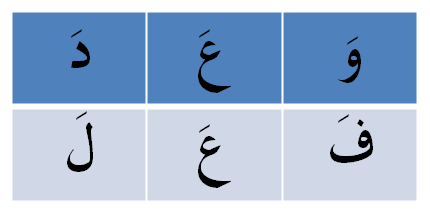 وَ عَ دَ
فَ عَ لَ